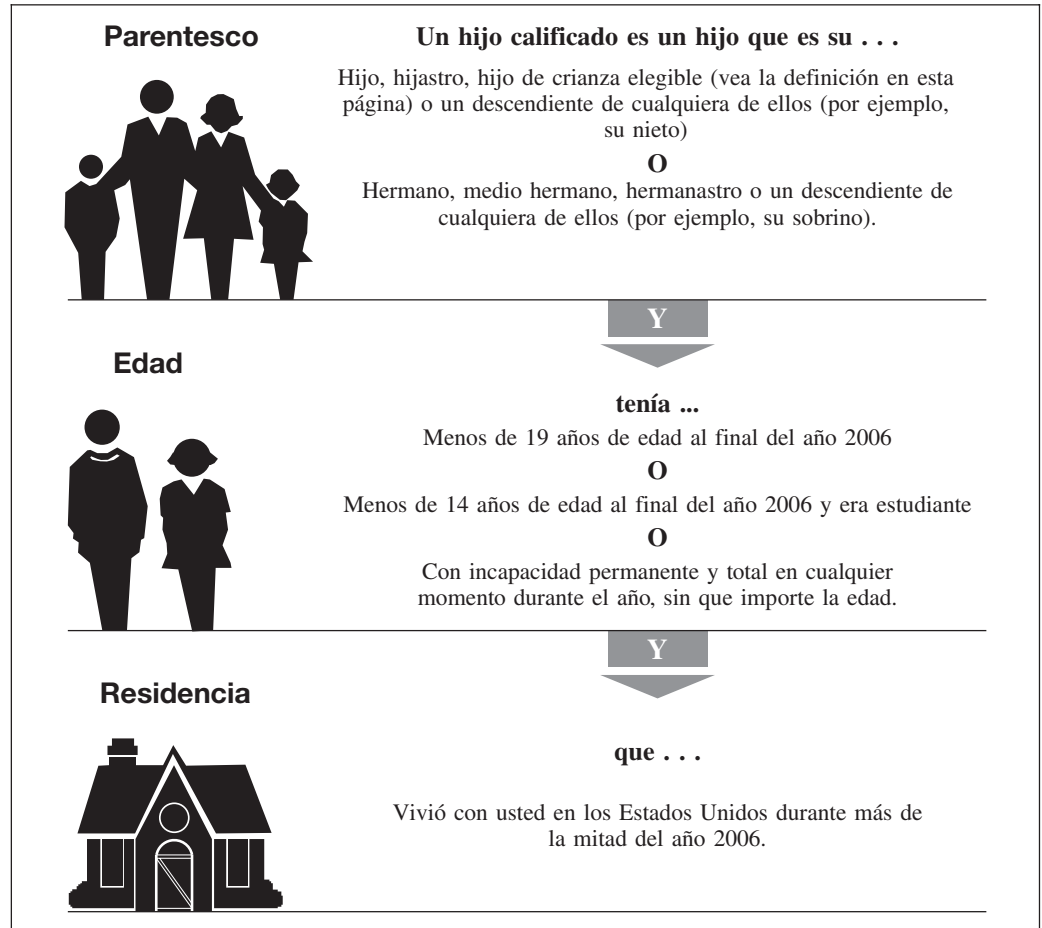 Parentesco
Un hijo calificado es un hijo que es su . . .
Hijo, hijastro, hijo de crianza elegible (vea la definición en esta
página) o un descendiente de cualquiera de ellos (por ejemplo,
su nieto)
O
Hermano, medio hermano, hermanastro o un descendiente de
cualquiera de ellos (por ejemplo, su sobrino).
Y
Edad
tenía ...
Menos de 19 años de edad al final del año 2006
O
Menos de 14 años de edad al final del año 2006 y era estudiante
O
Con incapacidad permanente y total en cualquier
momento durante el año, sin que importe la edad.
Y
Residencia
que . . .
Vivió con usted en los Estados Unidos durante más de
la mitad del año 2006.